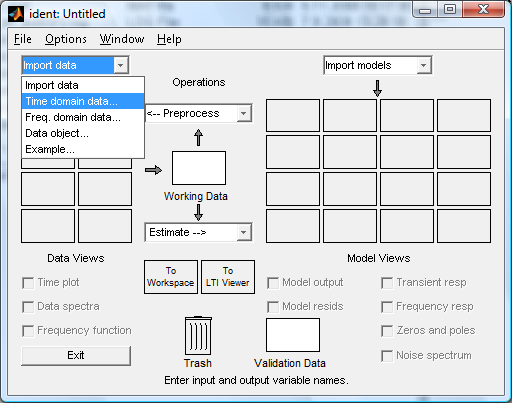 ident: Untitled
File Options Window Help
Import data
Import models
Import data
Time domain data...
Freq. domain data...
Data object...
Example...
Operations
<-- Preprocess
Working Data
Estimate -->
Data Views
Model Views
To Workspace
To LTI Viewer
Time plot
Data spectra
Frequency function
Model output
Model resids
Transient resp
Frequency resp
Zeros and poles
Noise spectrum
Exit
Trash
Validation Data
Enter input and output variable names.